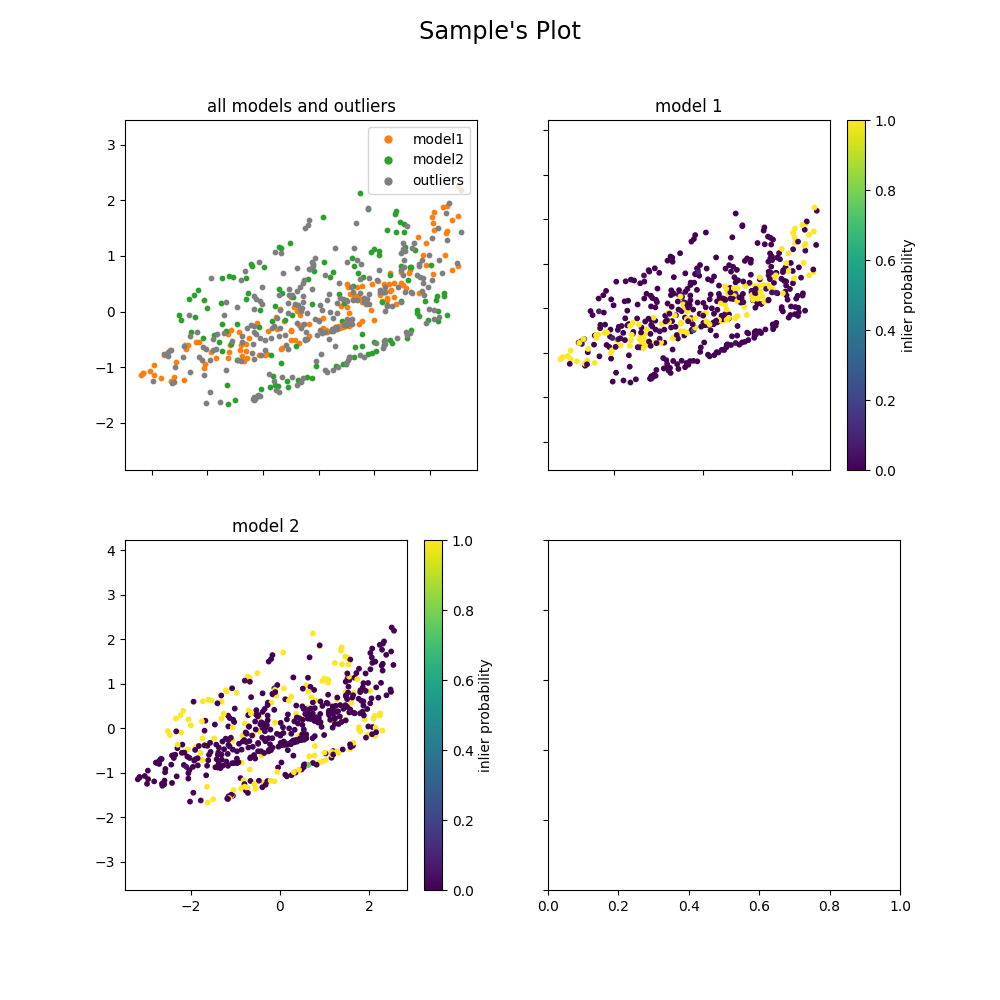 Sample's Plot
all models and outliers
3
2
1
0
−1
−2
model1
model2
outliers
model 1
1.0
0.8
0.6
0.4
0.2
0.0
inlier probability
model 2
4
3
2
1
0
−1
−2
−3
−2 0 2
1.0
0.8
0.6
0.4
0.2
0.0
inlier probability
0.0 0.2 0.4 0.6 0.8 1.0